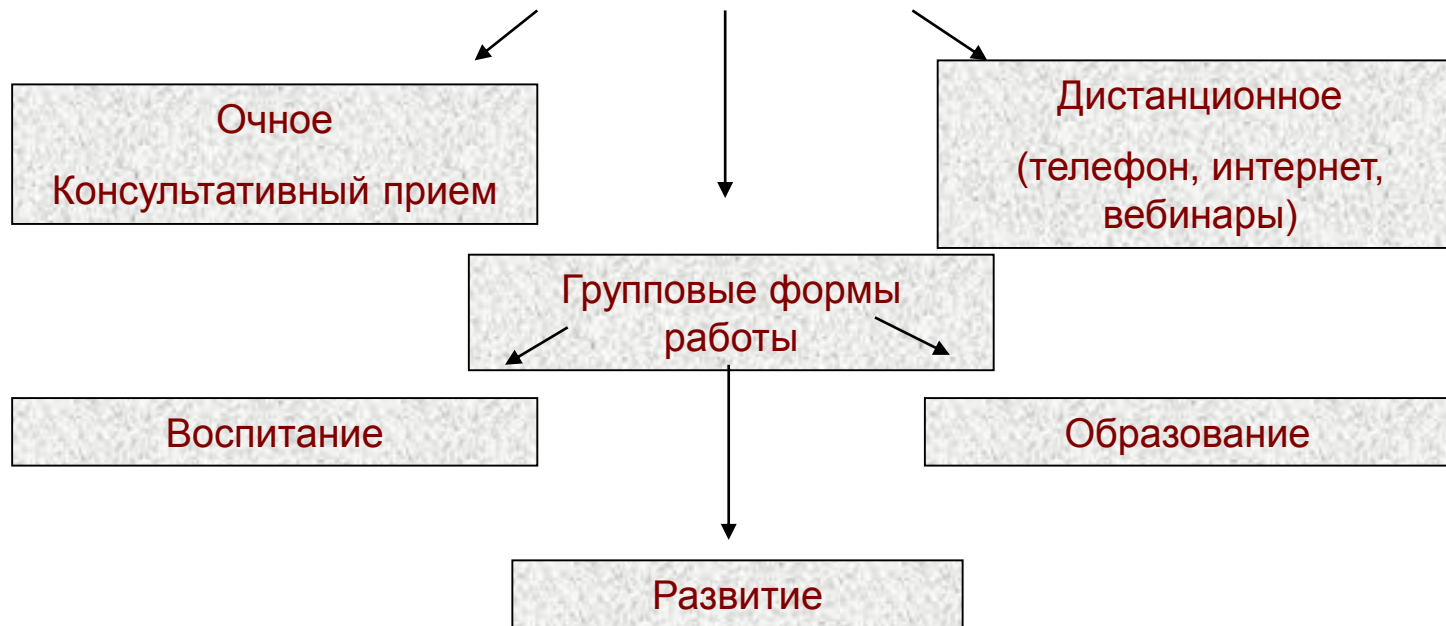 Очное
Консультативный прием
Дистанционное
(телефон, интернет,
вебинары)
Групповые формы
работы
Воспитание
Образование
Развитие